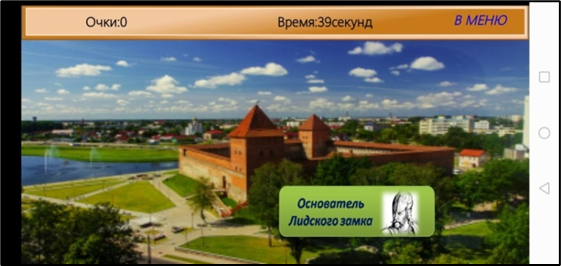 Очки:0
Время:39секунд
В МЕНЮ
Основатель
Лидского замка